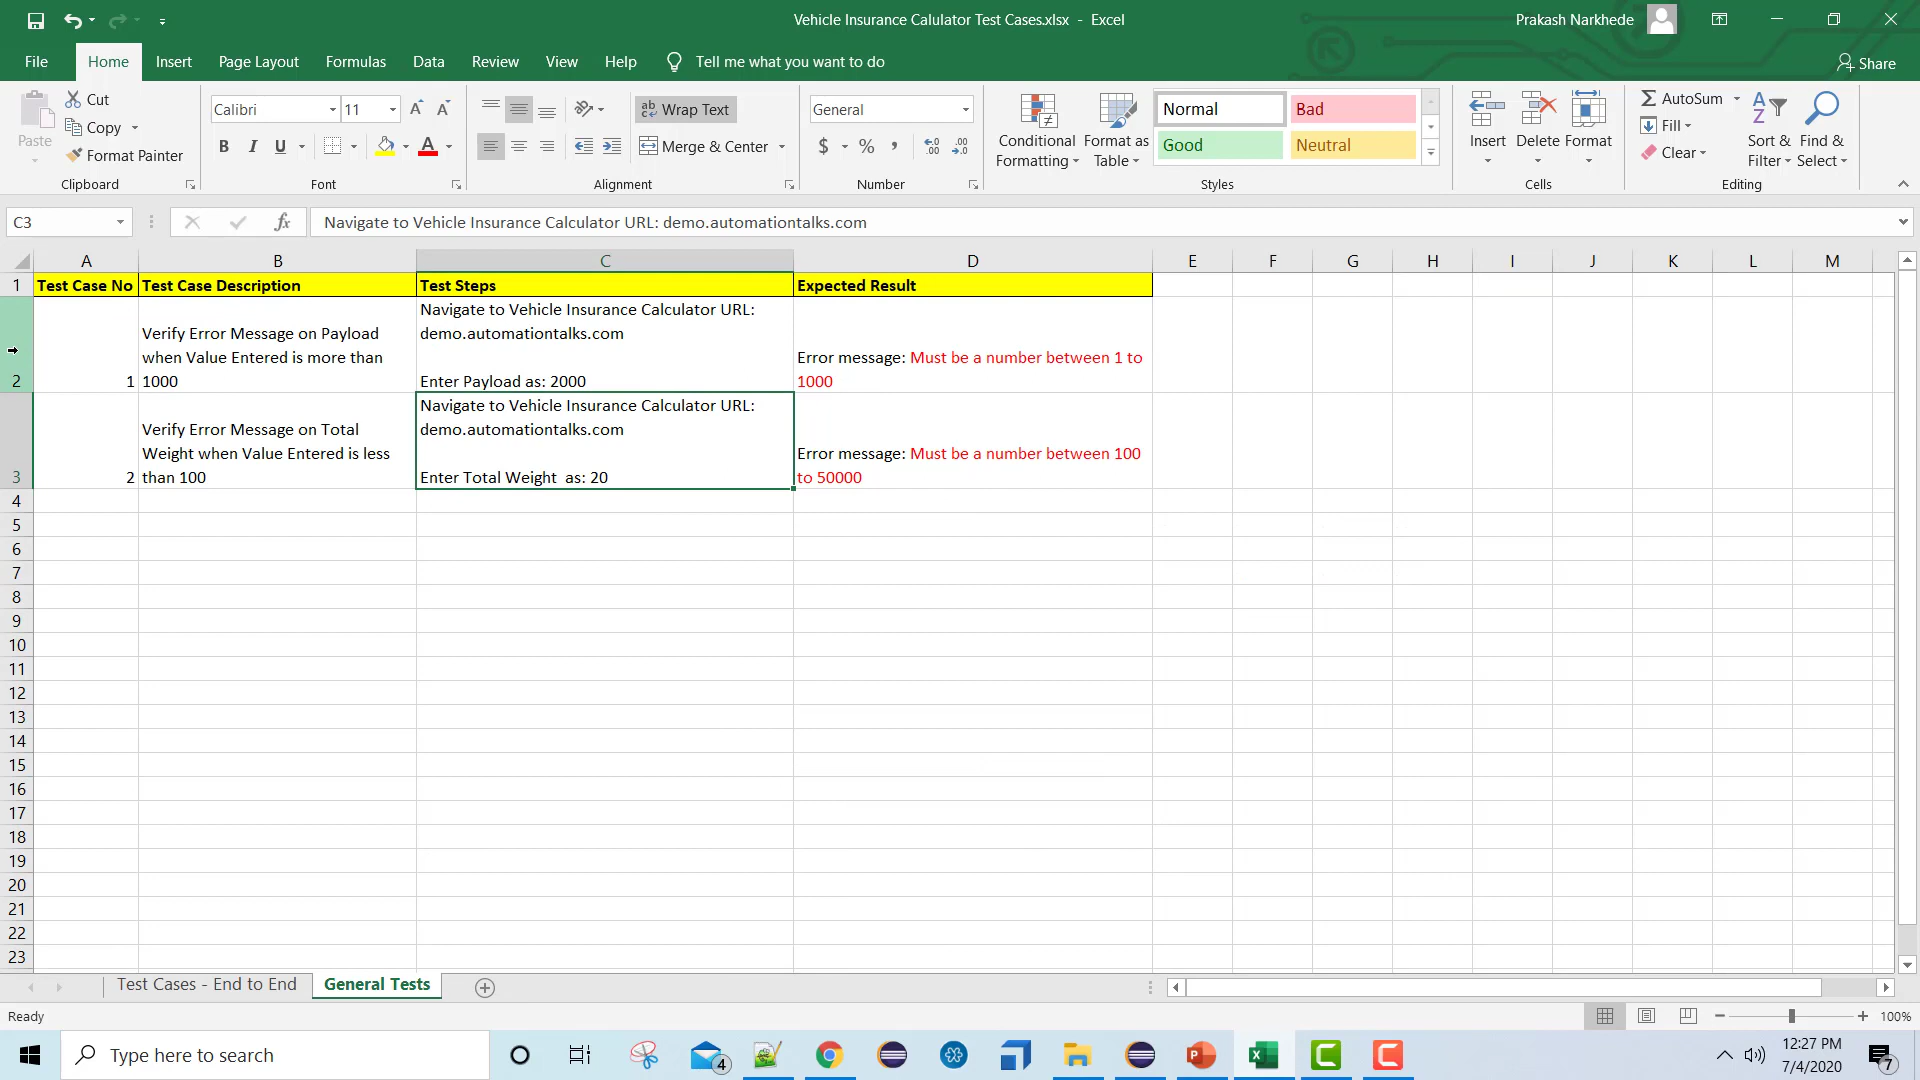 Vehicle Insurance Calulator Test Cases.xlsx - Excel
Prakash Narkhede
File Home Insert Page Layout Formulas Data Review View Help Tell me what you want to do
Share
Paste
Cut
Copy
Format Painter
Clipboard
Calibri 11
B I U
A
Font
ab Wrap Text
Merge & Center
Alignment
General
$ % ,
Number
Conditional
Formatting
Format as
Table
Normal Bad
Good Neutral
Styles
Insert Delete Format
Cells
AutoSum
Fill
Clear
Sort &
Filter
Find &
Select
Editing
C3
fx
Navigate to Vehicle Insurance Calculator URL: demo.automationtalks.com
A B C D E F G H I J K L M
1 Test Case No Test Case Description Test Steps Expected Result
2
1
Verify Error Message on Payload
when Value Entered is more than
1000
Navigate to Vehicle Insurance Calculator URL:
demo.automationtalks.com
Enter Payload as: 2000
Error message: Must be a number between 1 to
1000
3
2
Verify Error Message on Total
Weight when Value Entered is less
than 100
Navigate to Vehicle Insurance Calculator URL:
demo.automationtalks.com
Enter Total Weight  as: 20
Error message: Must be a number between 100
to 50000
4
5
6
7
8
9
10
11
12
13
14
15
16
17
18
19
20
21
22
23
Test Cases - End to End General Tests
Ready
100%
Type here to search
4
12:27 PM
7/4/2020
7